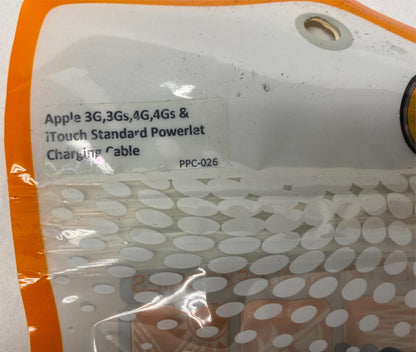 Apple 3G,3Gs,4G,4Gs &
iTouch Standard Powerlet
Charging Cable
PPC-026